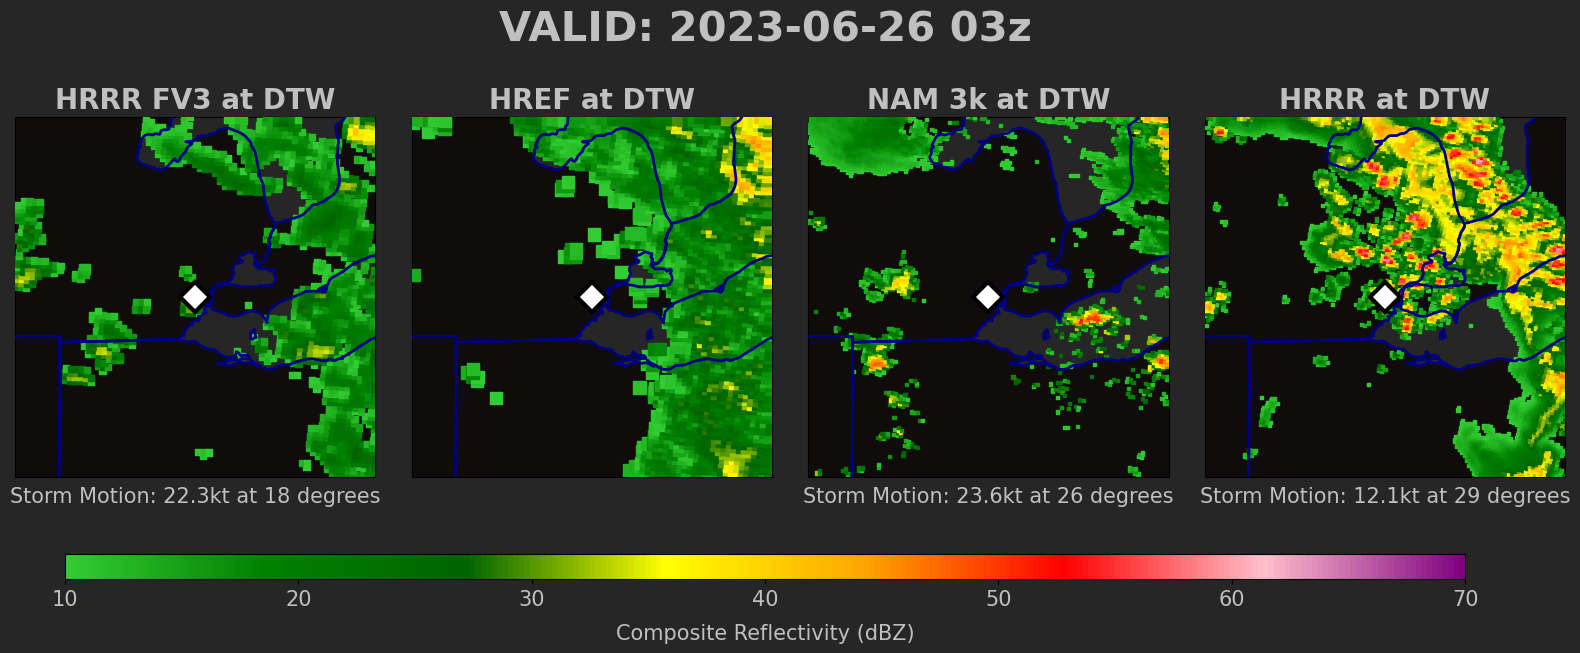 VALID: 2023-06-26 03z
HRRR FV3 at DTW
HREF at DTW
NAM 3k at DTW
HRRR at DTW
Storm Motion: 22.3kt at 18 degrees
Storm Motion: 23.6kt at 26 degrees
Storm Motion: 12.1kt at 29 degrees
10 20 30 40 50 60 70
Composite Reflectivity (dBZ)